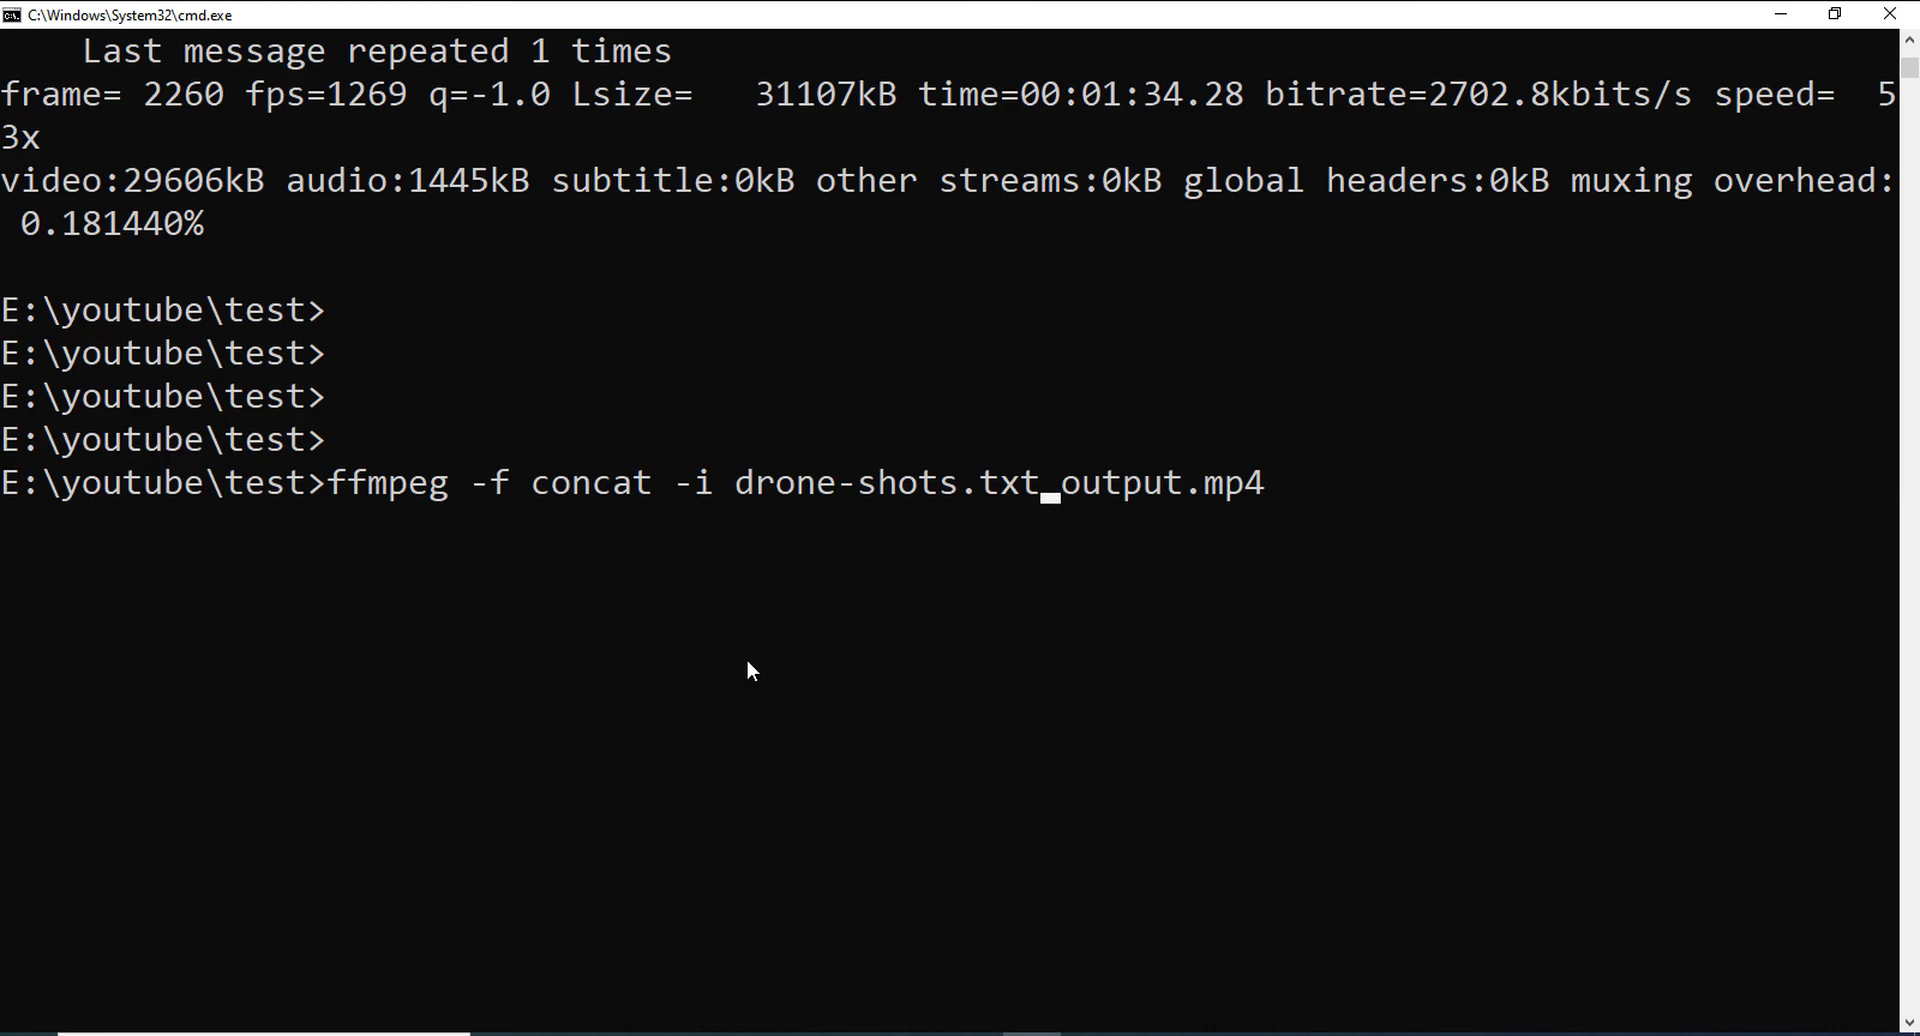 C:\Windows\System32\cmd.exe
Last message repeated 1 times
frame= 2260 fps=1269 q=-1.0 Lsize=   31107kB time=00:01:34.28 bitrate=2702.8kbits/s speed=  5
3x
video:29606kB audio:1445kB subtitle:0kB other streams:0kB global headers:0kB muxing overhead:
0.181440%
E:\youtube\test>
E:\youtube\test>
E:\youtube\test>
E:\youtube\test>
E:\youtube\test>ffmpeg -f concat -i drone-shots.txt output.mp4